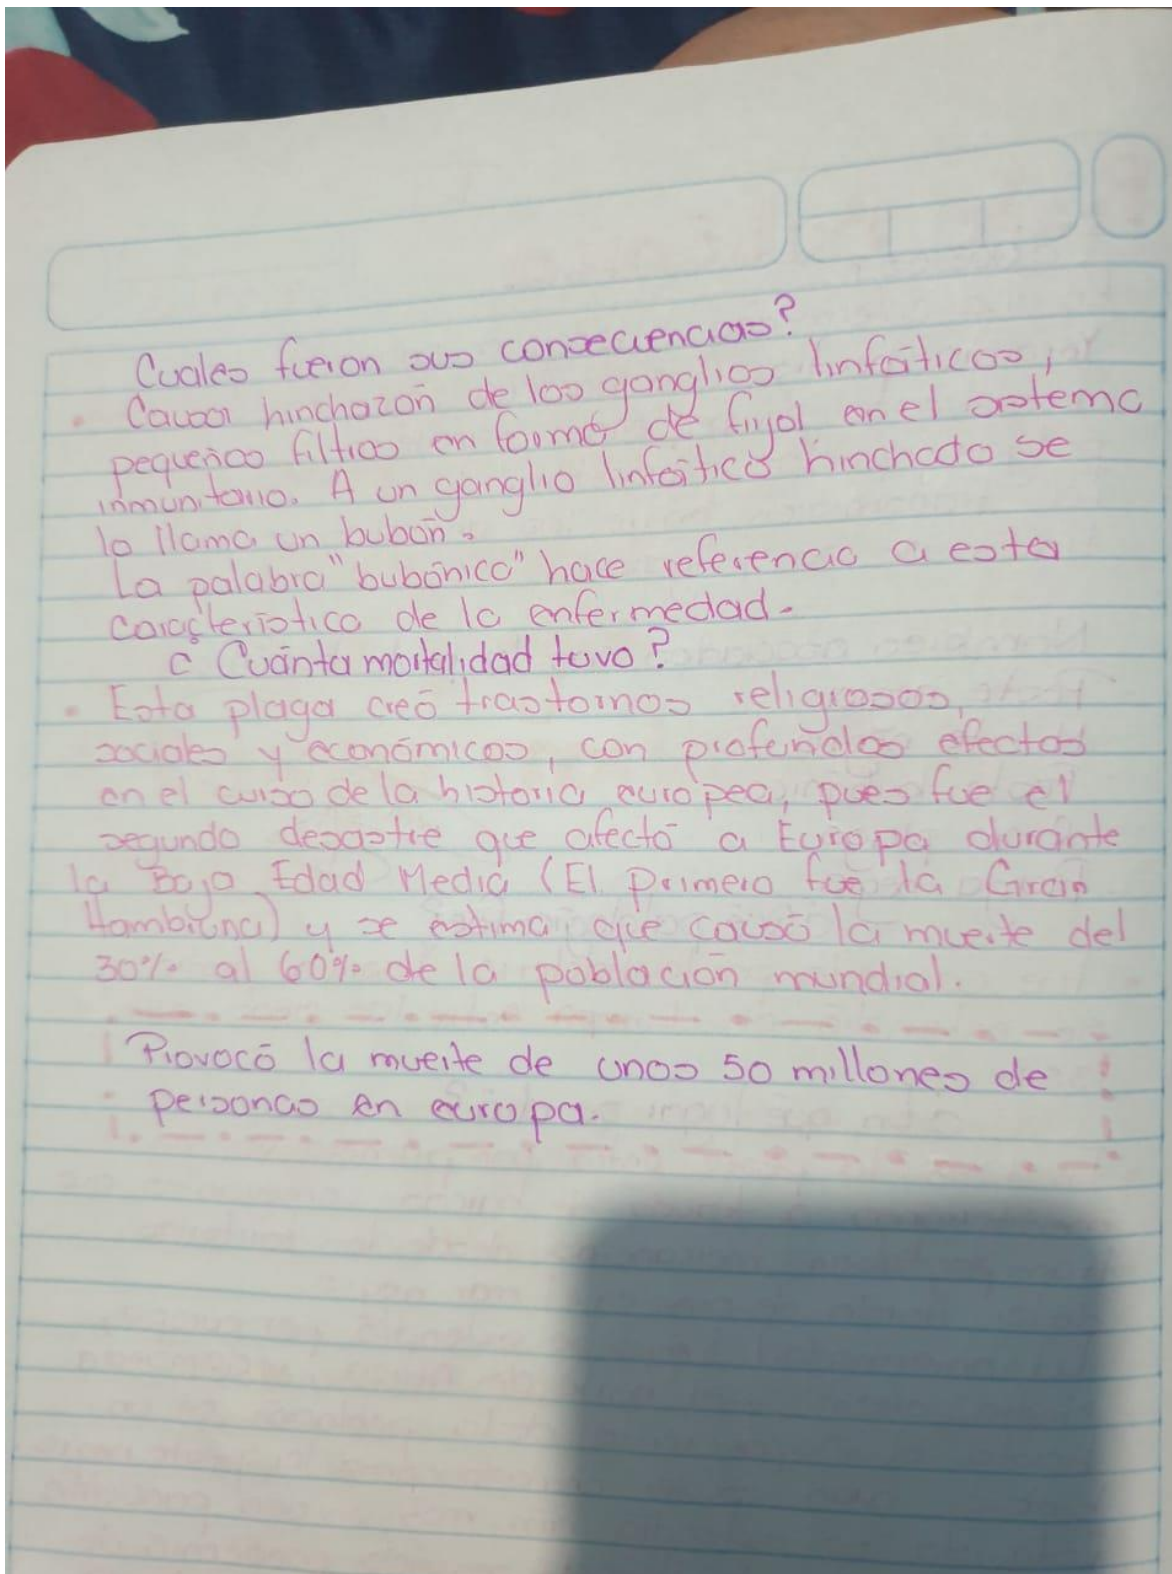 Cuales fueron sus consecuencias?
Causa hinchazón de los ganglios linfáticos,
pequeños filtros en forma de frijol en el sistema
inmunitario. A un ganglio linfático hinchado se
lo llama un bubón.
La palabra "bubónico" hace referencia a esta
característica de la enfermedad.
¿ Cuánta mortalidad tuvo?
Esta plaga creó trastornos religiosos,
sociales y económicos, con profundos efectos
en el curso de la historia europea, pues fue el
segundo desastre que afectó a Europa durante
la Baja Edad Media (El Primero fue la Gran
Hambruna) y se estima que causó la muerte del
30% al 60% de la población mundial.
Provocó la muerte de unos 50 millones de
personas en europa.